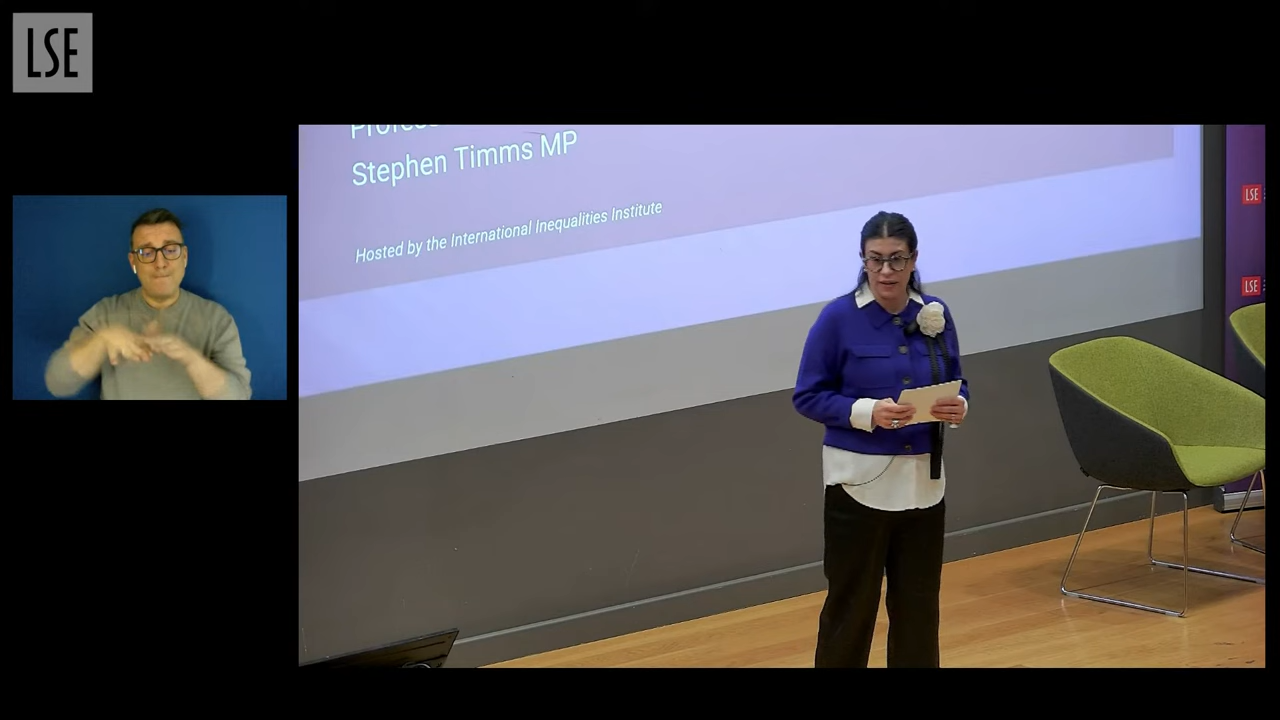 LSE
Stephen Timms MP
Hosted by the International Inequalities Institute
LSE
LSE